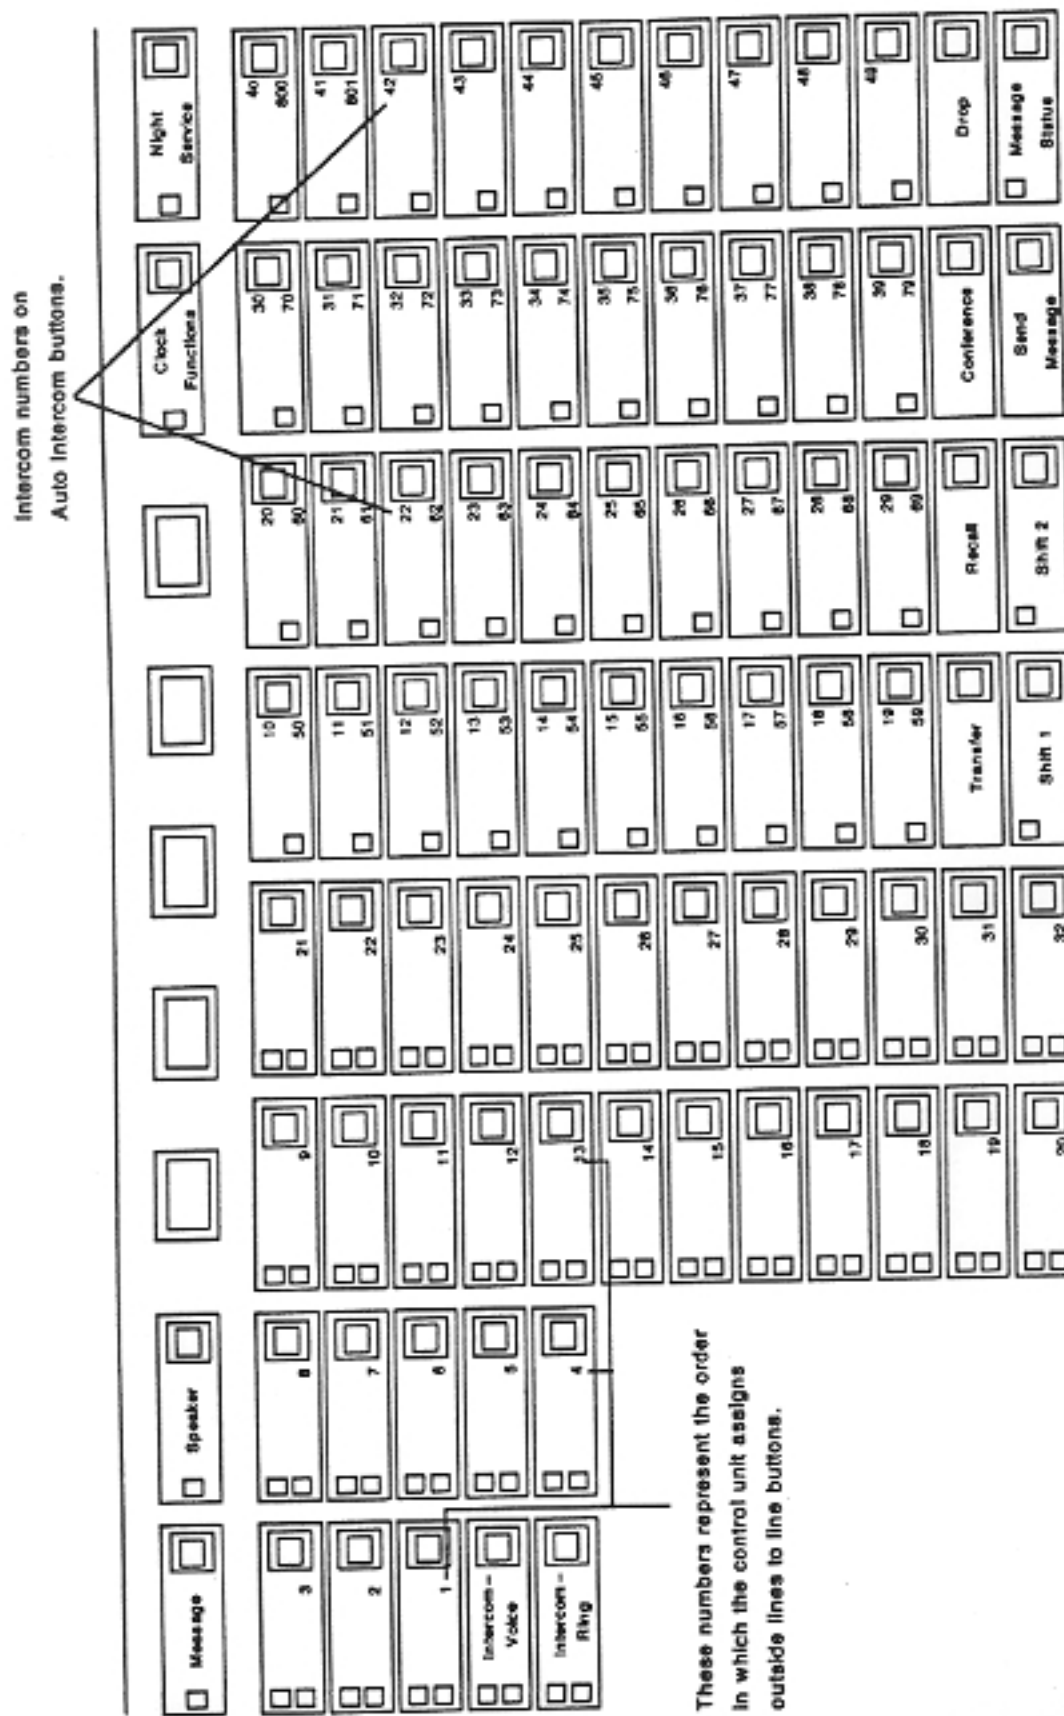 Intercom numbers on
Auto Intercom buttons.
Message Speaker Clock Night
Functions Service
3 8 9 21 10 20 30 40
50 60 70 800
2 7 10 22 11 21 31 41
51 61 71 801
1 6 11 23 12 22 32 42
52 62 72
Intercom– 5 12 24 13 23 33 43
Voice 53 63 73
Intercom– 4 13 25 14 24 34 44
Ring 54 64 74
14 26 15 25 35 45
55 65 75
15 27 16 26 36 46
56 66 76
16 28 17 27 37 47
57 67 77
17 29 18 28 38 48
58 68 78
18 30 19 29 39 49
59 69 79
19 31 Transfer Recall Conference Drop
20 32 Shift 1 Shift 2 Send Message
Message Status
These numbers represent the order
in which the control unit assigns
outside lines to line buttons.